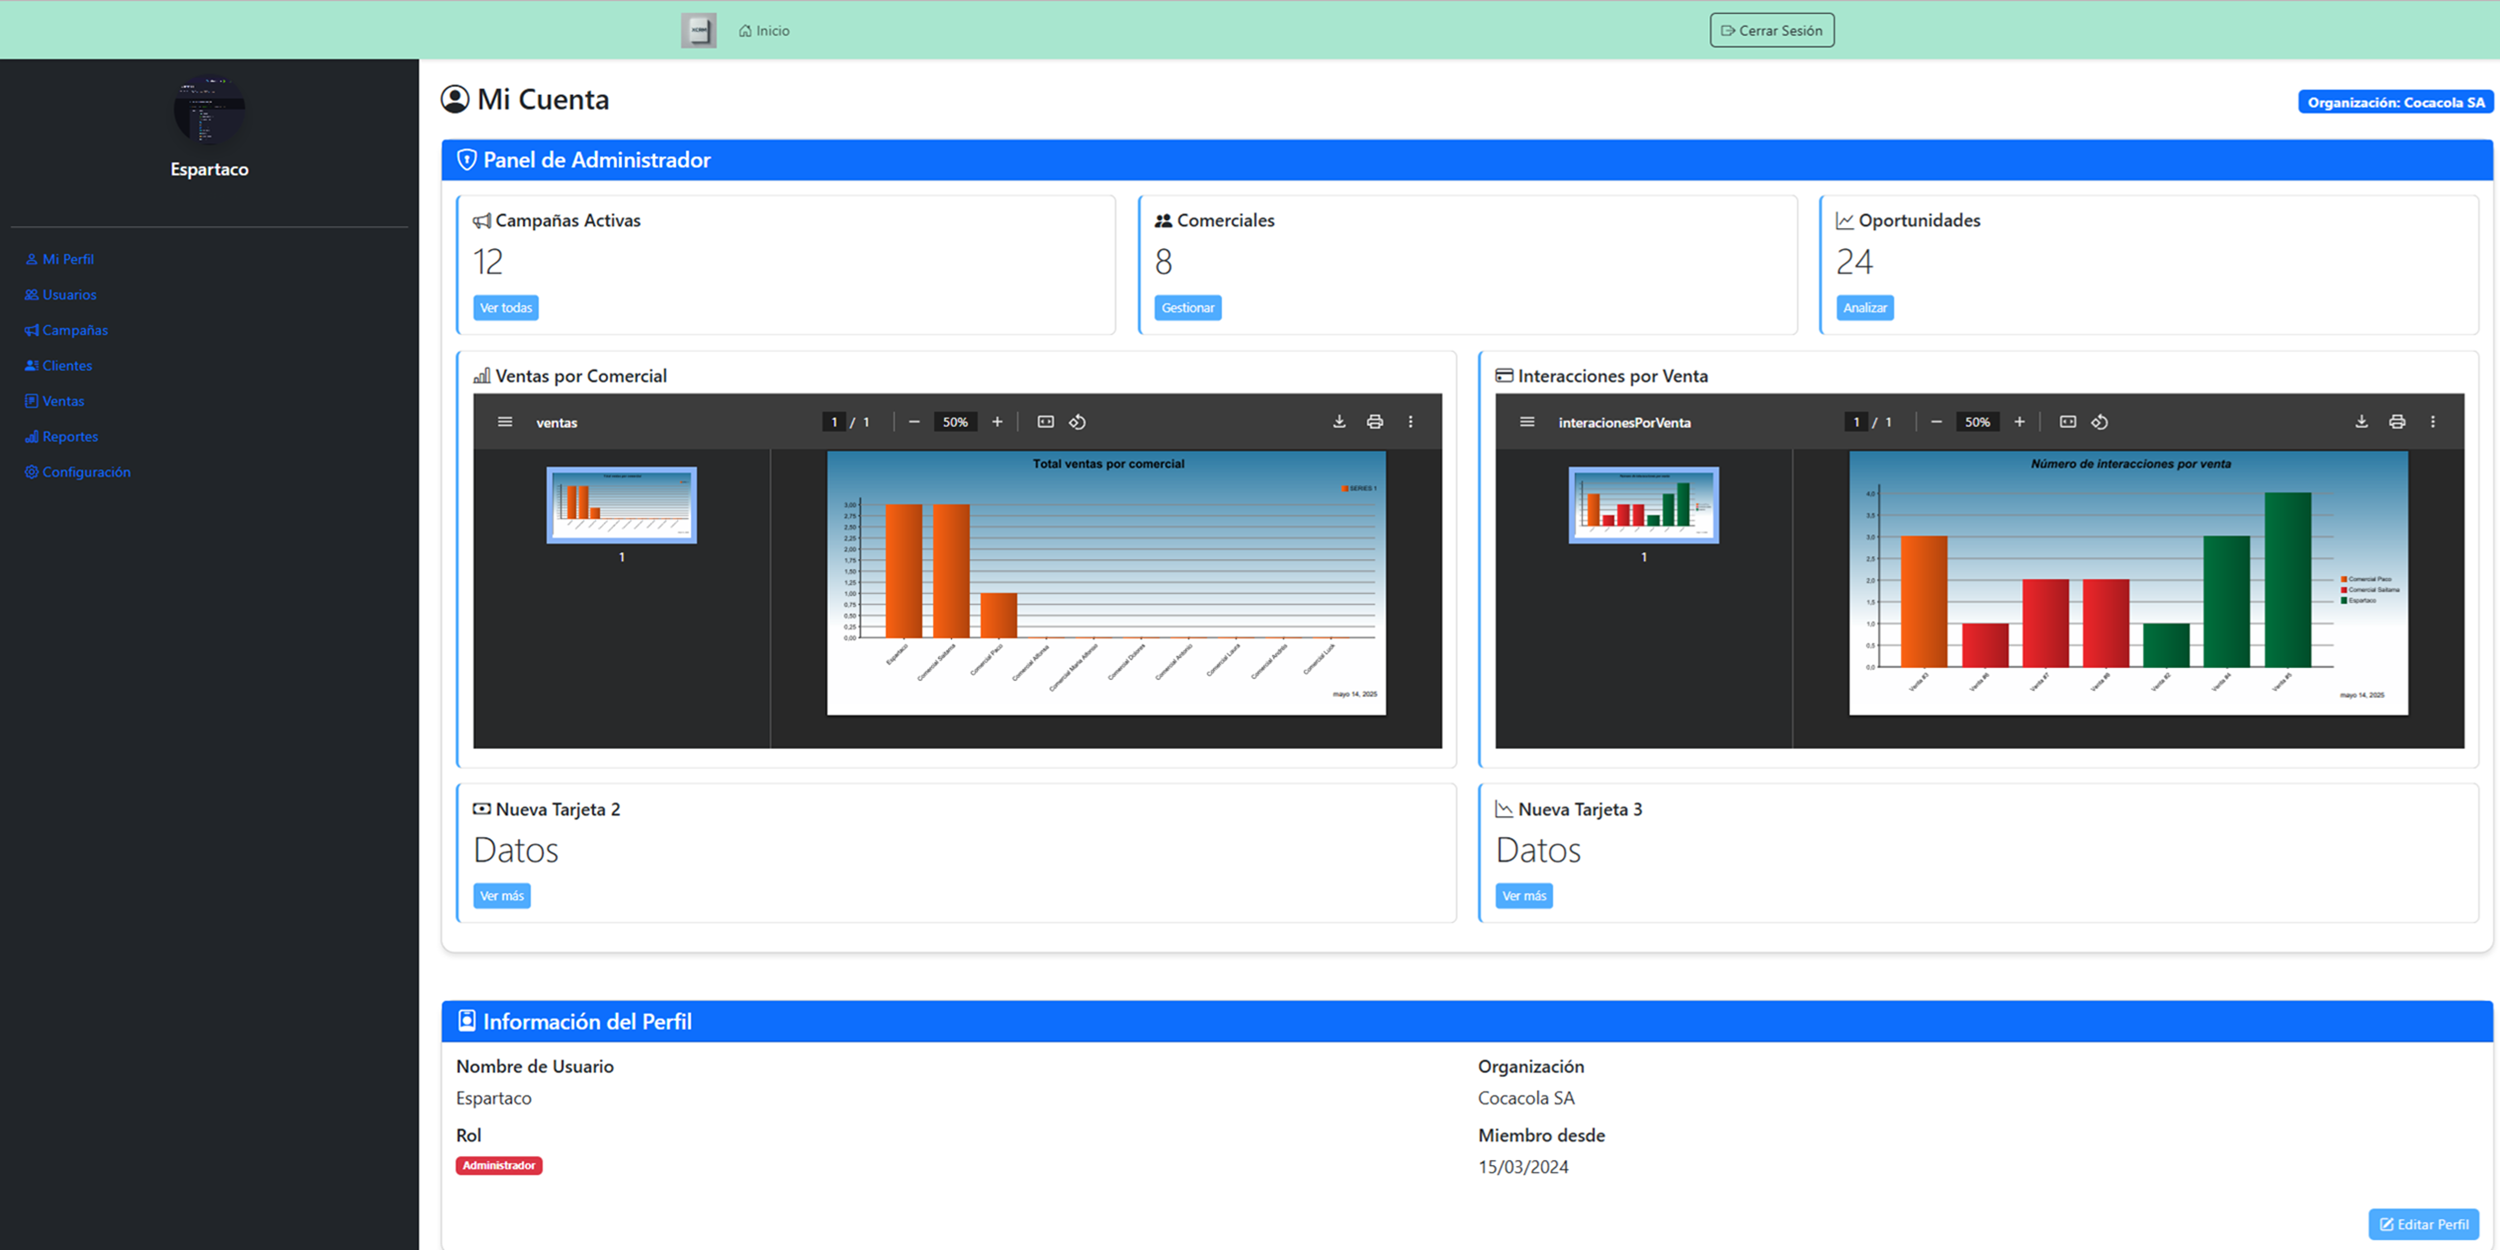 Inicio
Cerrar Sesión
Espartaco
Mi Perfil
Usuarios
Campañas
Clientes
Ventas
Reportes
Configuración
Mi Cuenta
Organización: Cocacola SA
Panel de Administrador
Campañas Activas
12
Ver todas
Comerciales
8
Gestionar
Oportunidades
24
Analizar
Ventas por Comercial
ventas
1 / 1
50%
1
Total ventas por comercial
SERIES 1
3,00
2,75
2,50
2,25
2,00
1,75
1,50
1,25
1,00
0,75
0,50
0,25
0,00
Espartaco
Comercial Saitama
Comercial Paco
Comercial Alfonsa
Comercial Maria Alfonso
Comercial Dolores
Comercial Antonio
Comercial Laura
Comercial Andrés
Comercial Luck
mayo 14, 2025
Interacciones por Venta
interacionesPorVenta
1 / 1
50%
1
Número de interacciones por venta
4,0
3,5
3,0
2,5
2,0
1,5
1,0
0,5
0,0
Venta #3
Venta #6
Venta #7
Venta #8
Venta #2
Venta #4
Venta #5
Comercial Paco
Comercial Saitama
Espartaco
mayo 14, 2025
Nueva Tarjeta 2
Datos
Ver más
Nueva Tarjeta 3
Datos
Ver más
Información del Perfil
Nombre de Usuario
Espartaco
Rol
Administrador
Organización
Cocacola SA
Miembro desde
15/03/2024
Editar Perfil